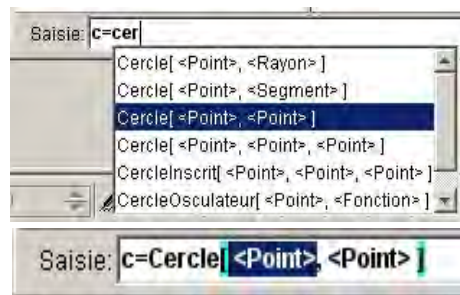 Saisie: c=cer
Cercle[ <Point>, <Rayon> ]
Cercle[ <Point>, <Segment> ]
Cercle[ <Point>, <Point> ]
Cercle[ <Point>, <Point>, <Point> ]
CercleInscrit[ <Point>, <Point>, <Point> ]
CercleOsculateur[ <Point>, <Fonction> ]
Saisie: c=Cercle[ <Point>, <Point> ]